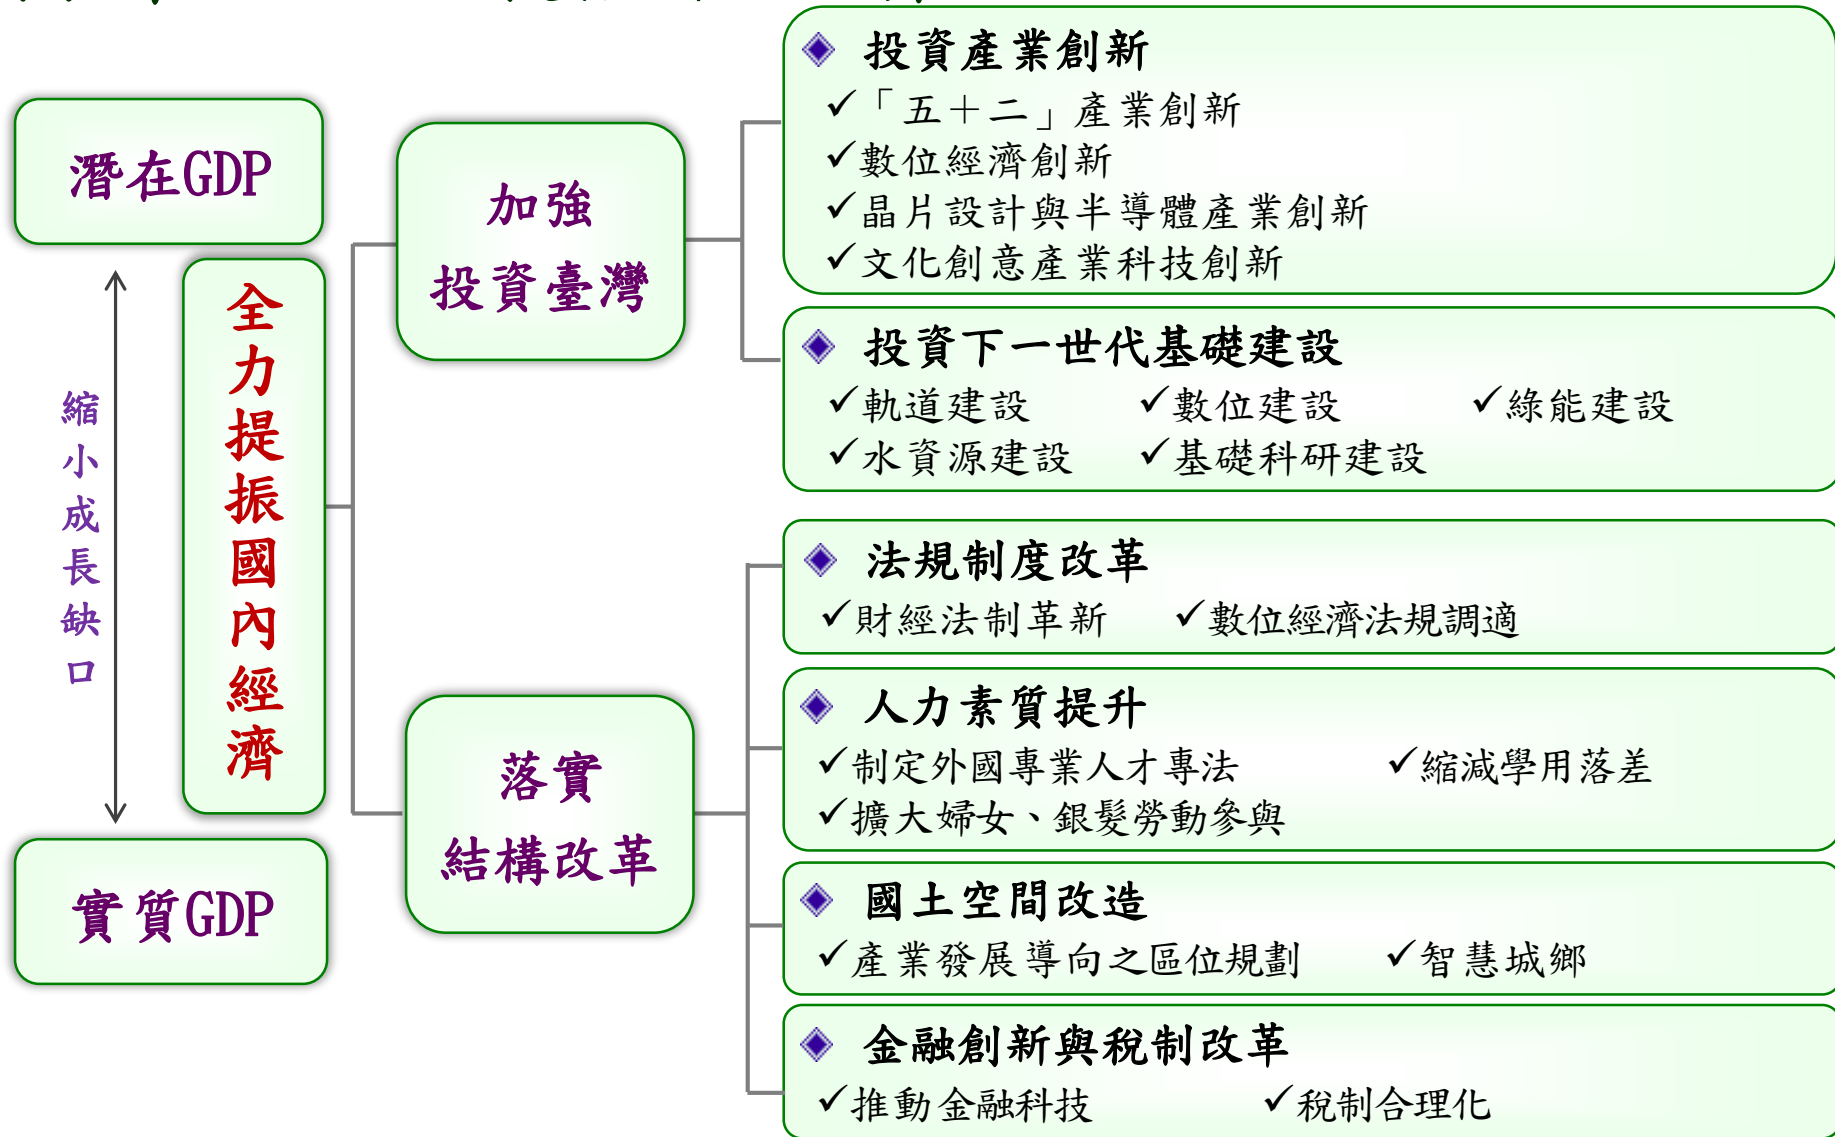 潛在GDP
縮小成長缺口
實質GDP
全力提振國內經濟
加強
投資臺灣
投資產業創新
「五＋二」產業創新
數位經濟創新
晶片設計與半導體產業創新
文化創意產業科技創新
投資下一世代基礎建設
軌道建設 數位建設 綠能建設
水資源建設 基礎科研建設
落實
結構改革
法規制度改革
財經法制革新 數位經濟法規調適
人力素質提升
制定外國專業人才專法 縮減學用落差
擴大婦女、銀髮勞動參與
國土空間改造
產業發展導向之區位規劃 智慧城鄉
金融創新與稅制改革
推動金融科技 稅制合理化